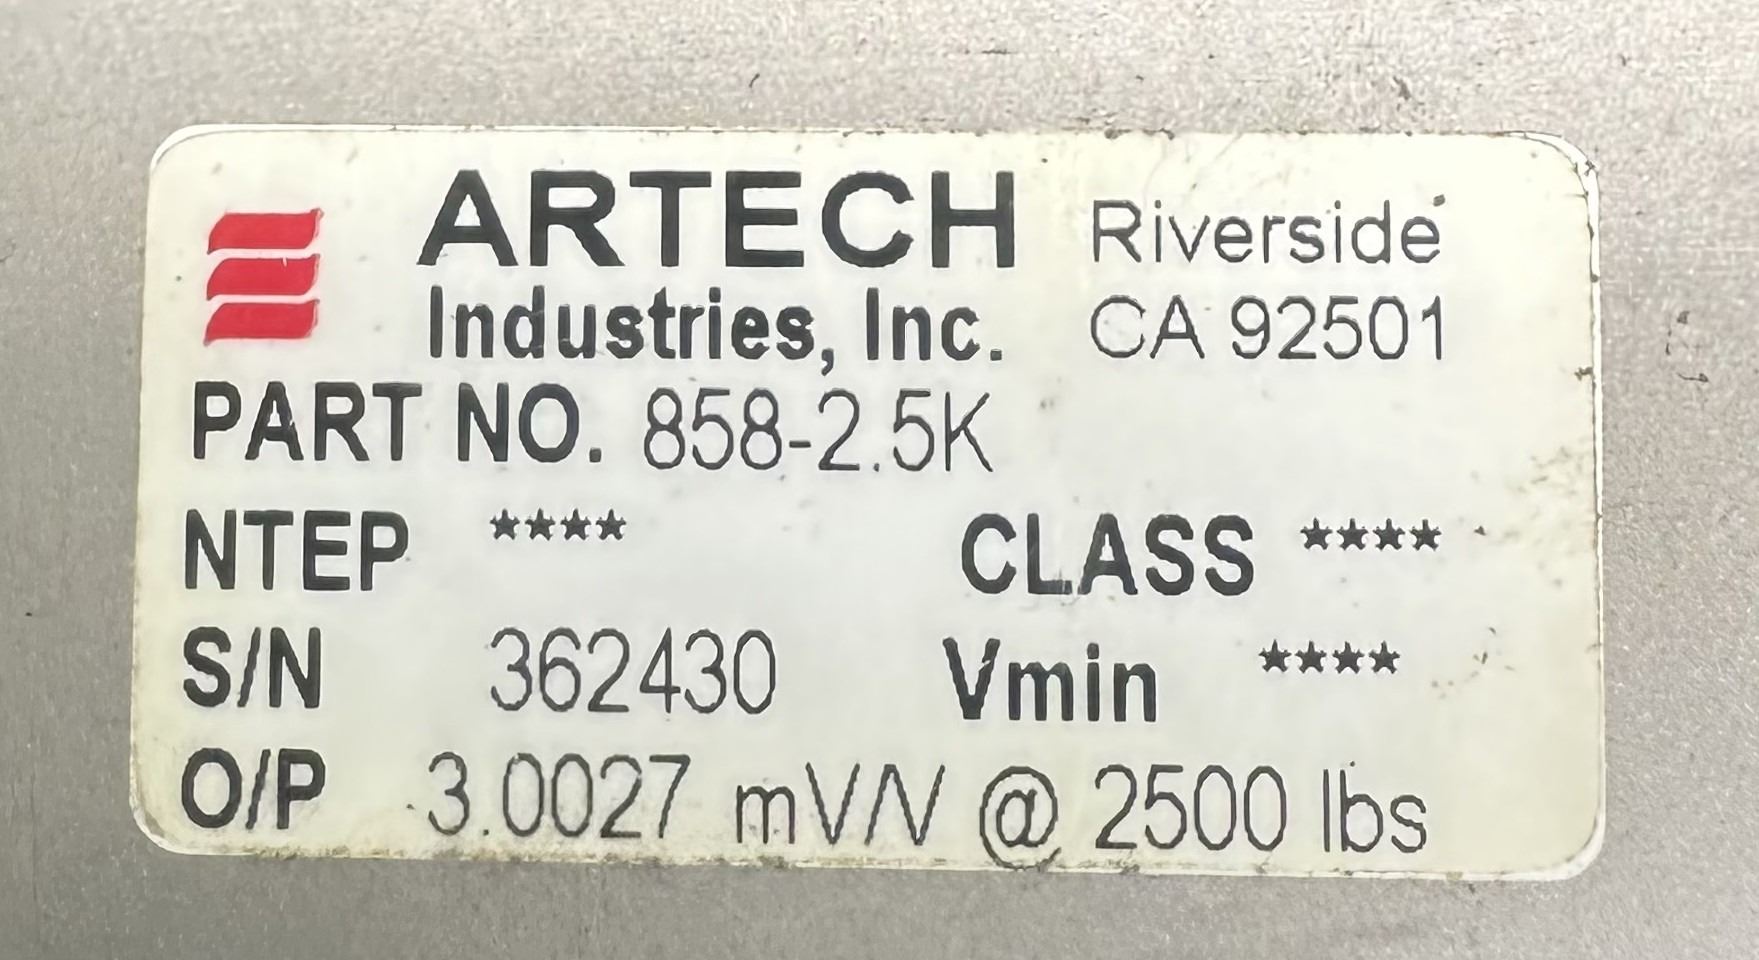 ARTECH Riverside
Industries, Inc. CA 92501
PART NO. 858-2.5K
NTEP **** CLASS ****
S/N 362430 Vmin ****
O/P 3.0027 mV/V @ 2500 lbs